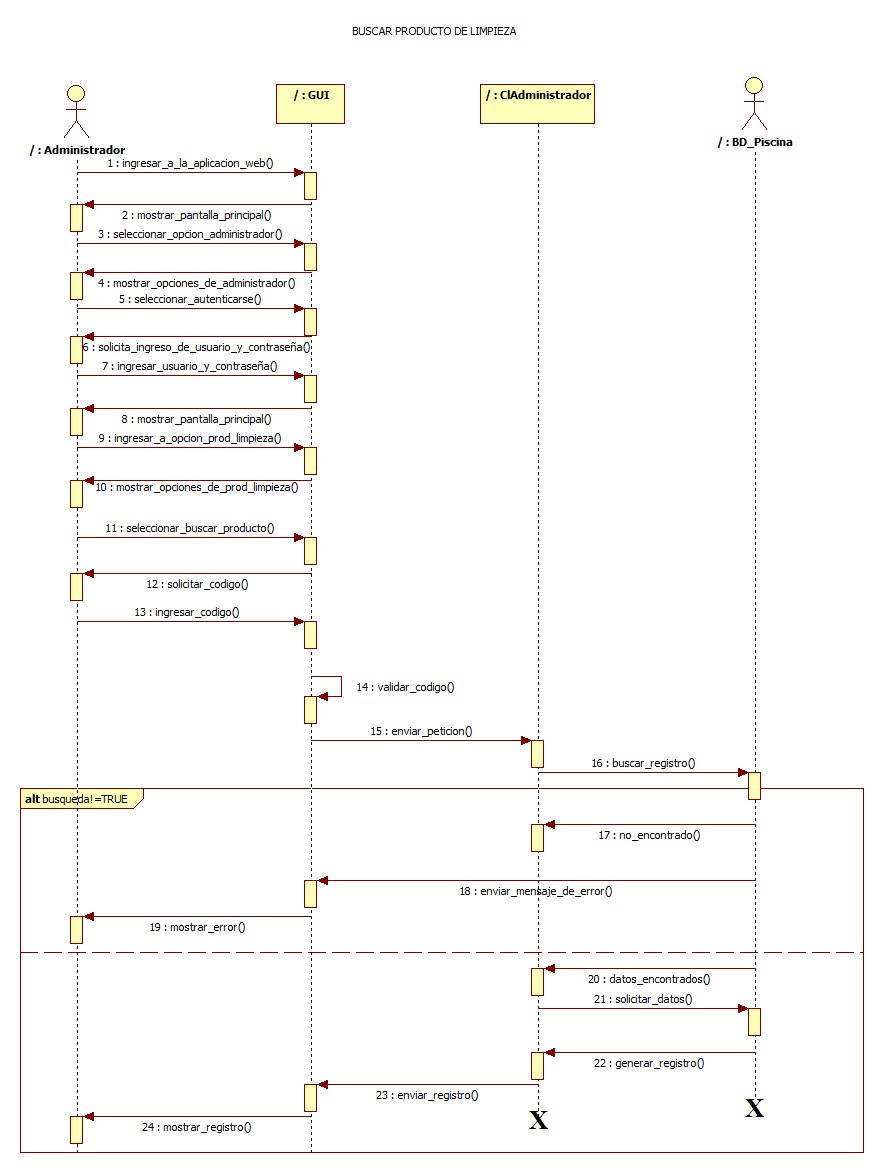 BUSCAR PRODUCTO DE LIMPIEZA
/ : Administrador
/ : GUI
/ : ClAdministrador
/ : BD_Piscina
1 : ingresar_a_la_aplicacion_web()
2 : mostrar_pantalla_principal()
3 : seleccionar_opcion_administrador()
4 : mostrar_opciones_de_administrador()
5 : seleccionar_autenticarse()
6 : solicita_ingreso_de_usuario_y_contraseña()
7 : ingresar_usuario_y_contraseña()
8 : mostrar_pantalla_principal()
9 : ingresar_a_opcion_prod_limpieza()
10 : mostrar_opciones_de_prod_limpieza()
11 : seleccionar_buscar_producto()
12 : solicitar_codigo()
13 : ingresar_codigo()
14 : validar_codigo()
15 : enviar_peticion()
16 : buscar_registro()
alt busqueda!=TRUE
17 : no_encontrado()
18 : enviar_mensaje_de_error()
19 : mostrar_error()
20 : datos_encontrados()
21 : solicitar_datos()
22 : generar_registro()
23 : enviar_registro()
24 : mostrar_registro()
X
X